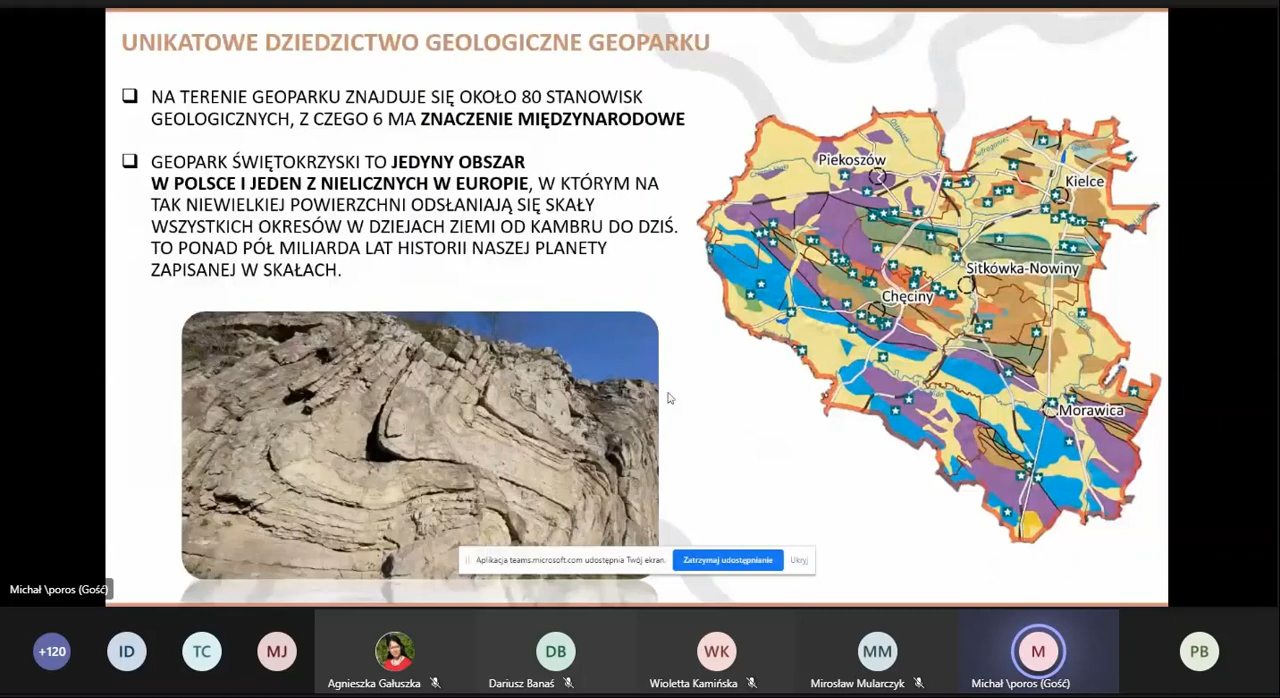 UNIKATOWE DZIEDZICTWO GEOLOGICZNE GEOPARKU
NA TERENIE GEOPARKU ZNAJDUJE SIĘ OKOŁO 80 STANOWISK
GEOLOGICZNYCH, Z CZEGO 6 MA ZNACZENIE MIĘDZYNARODOWE
GEOPARK ŚWIĘTOKRZYSKI TO JEDYNY OBSZAR
W POLSCE I JEDEN Z NIELICZNYCH W EUROPIE, W KTÓRYM NA
TAK NIEWIELKIEJ POWIERZCHNI ODSŁANIAJĄ SIĘ SKAŁY
WSZYSTKICH OKRESÓW W DZIEJACH ZIEMI OD KAMBRU DO DZIŚ.
TO PONAD PÓŁ MILIARDA LAT HISTORII NASZEJ PLANETY
ZAPISANEJ W SKAŁACH.
Piekoszów
Kielce
Sitkówka-Nowiny
Chęciny
Morawica
Aplikacja teams.microsoft.com udostępnia Twój ekran.
Zatrzymaj udostępnianie
Ukryj
Michał \poros (Gość)
+120
ID
TC
MJ
Agnieszka Gałuszka
DB
Dariusz Banaś
WK
Wioletta Kamińska
MM
Mirosław Mularczyk
M
Michał \poros (Gość)
PB